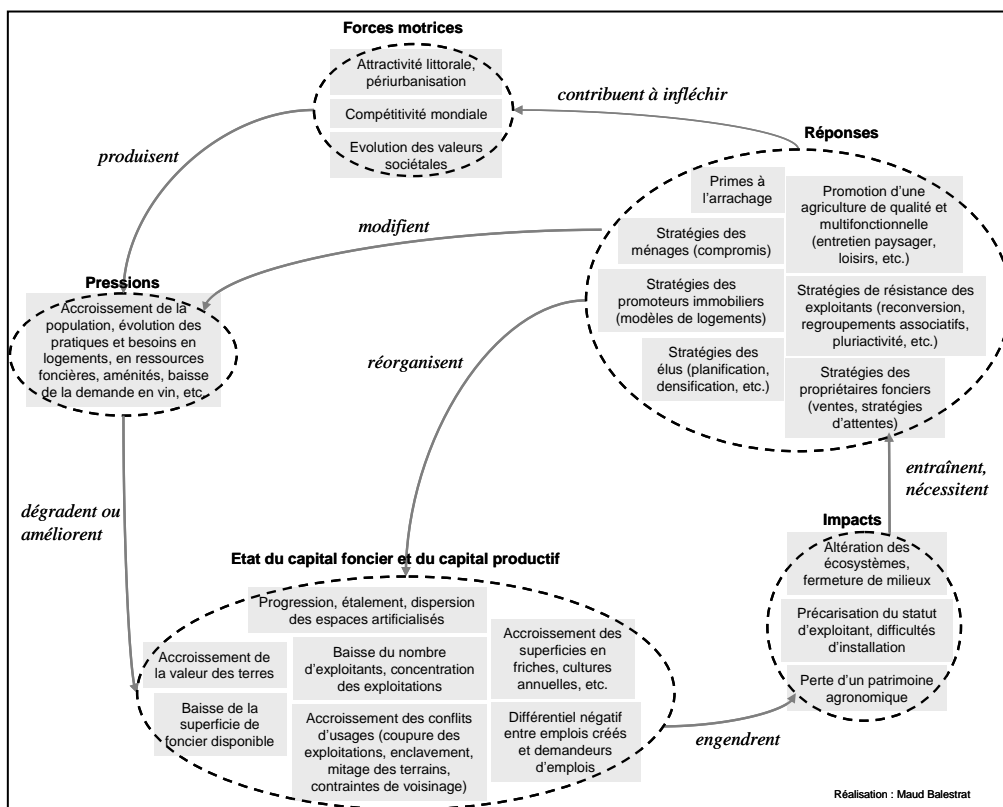 Forces motrices
Attractivité littorale,
périurbanisation
Compétitivité mondiale
Evolution des valeurs
sociétales
contribuent à infléchir
produisent
Réponses
Primes à
l'arrachage
Promotion d'une
agriculture de qualité et
multifonctionnelle
(entretien paysager,
loisirs, etc.)
Stratégies des
ménages (compromis)
Stratégies des
promoteurs immobiliers
(modèles de logements)
Stratégies de résistance des
exploitants (reconversion,
regroupements associatifs,
pluriactivité, etc.)
Stratégies des
élus (planification,
densification, etc.)
Stratégies des
propriétaires fonciers
(ventes, stratégies
d'attentes)
modifient
Pressions
Accroissement de la
population, évolution des
pratiques et besoins en
logements, en ressources
foncières, aménités, baisse
de la demande en vin, etc.
réorganisent
entraînent,
nécessitent
dégradent ou
améliorent
Impacts
Altération des
écosystèmes,
fermeture de milieux
Précarisation du statut
d'exploitant, difficultés
d'installation
Perte d'un patrimoine
agronomique
Etat du capital foncier et du capital productif
Progression, étalement, dispersion
des espaces artificialisés
Accroissement de
la valeur des terres
Baisse du nombre
d'exploitants, concentration
des exploitations
Accroissement des
superficies en
friches, cultures
annuelles, etc.
Baisse de la
superficie de
foncier disponible
Accroissement des conflits
d'usages (coupure des
exploitations, enclavement,
mitage des terrains,
contraintes de voisinage)
Différentiel négatif
entre emplois créés
et demandeurs
d'emplois
engendrent
Réalisation : Maud Balestrat